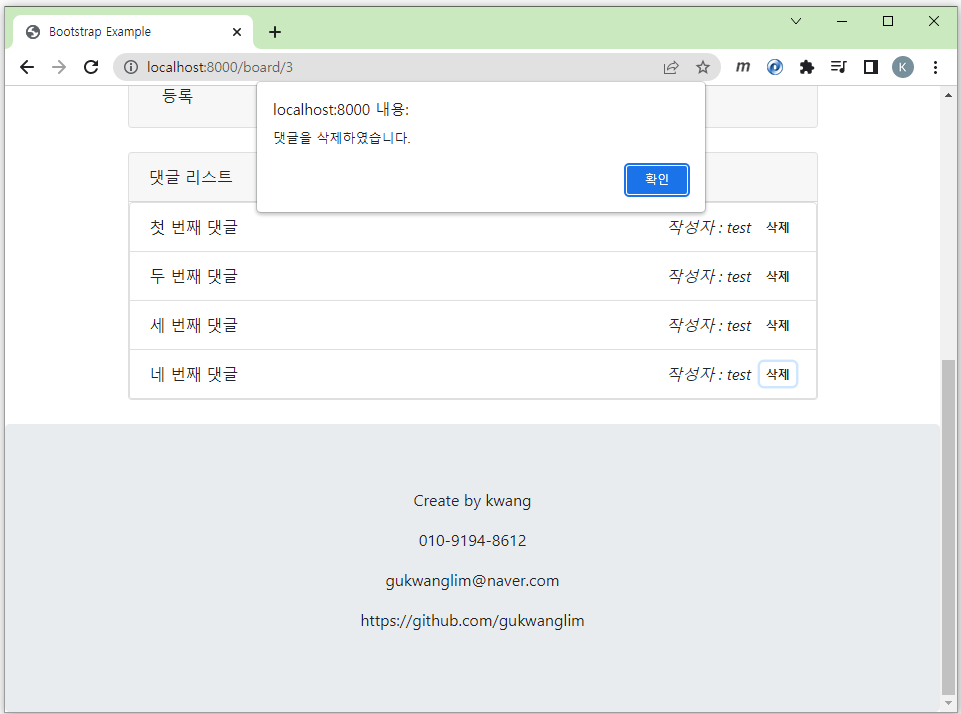 Bootstrap Example
localhost:8000/board/3
m
K
등록
localhost:8000 내용:
댓글을 삭제하였습니다.
확인
댓글 리스트
첫 번째 댓글 작성자 : test 삭제
두 번째 댓글 작성자 : test 삭제
세 번째 댓글 작성자 : test 삭제
네 번째 댓글 작성자 : test 삭제
Create by kwang
010-9194-8612
gukwanglim@naver.com
https://github.com/gukwanglim